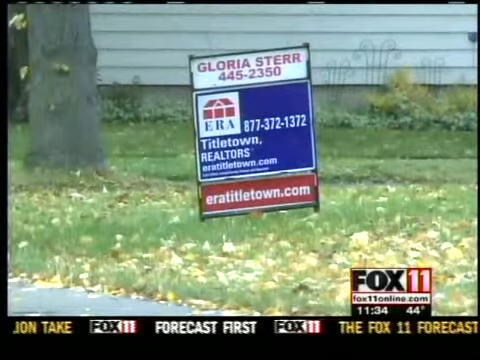 GLORIA STERR
445-2350
ERA
877-372-1372
Titletown,
REALTORS
eratitletown.com
eratitletown.com
FOX 11
fox11online.com
11:34 44°
ION TAKE FOX 11 FORECAST FIRST FOX 11 THE FOX 11 FORECAST